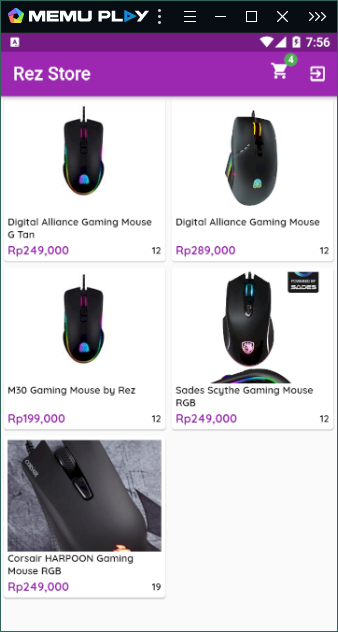 MEMU PLAY
A 7:56
Rez Store
4
Digital Alliance Gaming Mouse
G Tan
Rp249,000 12
Digital Alliance Gaming Mouse
Rp289,000 12
M30 Gaming Mouse by Rez
Rp199,000 12
POWERED BY
SADES
Sades Scythe Gaming Mouse
RGB
Rp249,000 12
CORSAIR
Corsair HARPOON Gaming
Mouse RGB
Rp249,000 19